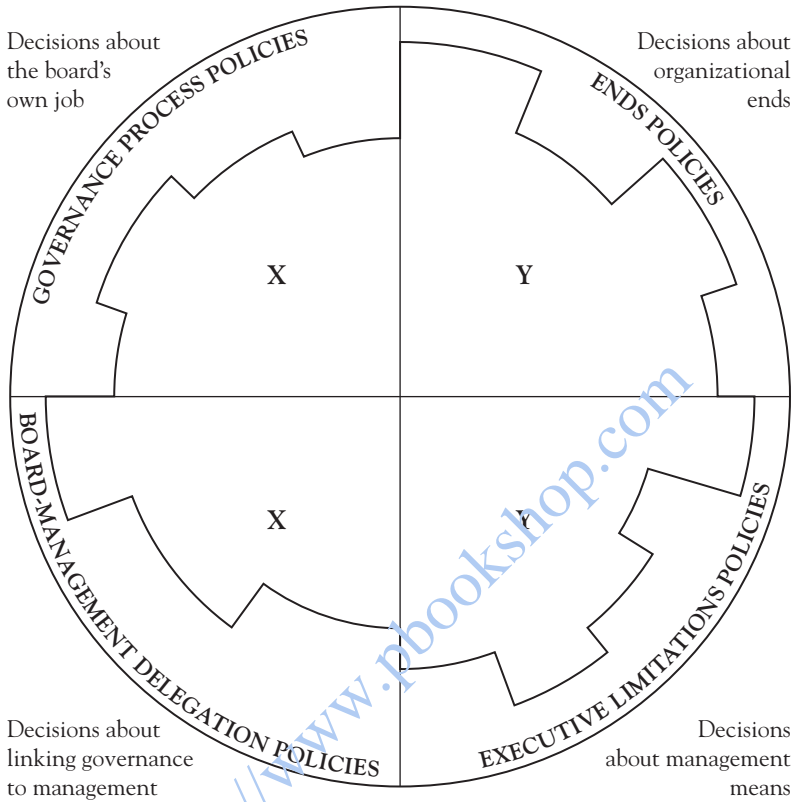 Decisions about
the board's
own job
GOVERNANCE PROCESS POLICIES
Decisions about
organizational
ends
ENDS POLICIES
X
Y
X
Y
BOARD-MANAGEMENT DELEGATION POLICIES
EXECUTIVE LIMITATIONS POLICIES
Decisions about
linking governance
to management
Decisions
about management
means
//www.pbookshop.com